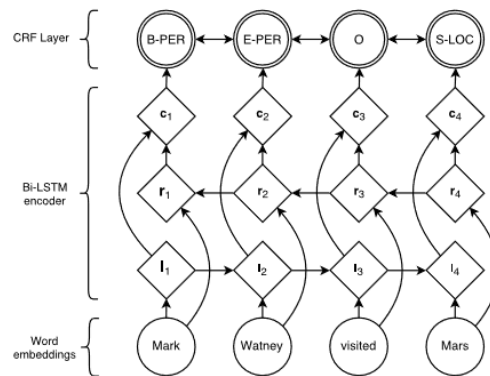 CRF Layer
B-PER E-PER O S-LOC
c₁ c₂ c₃ c₄
Bi-LSTM
encoder
r₁ r₂ r₃ r₄
l₁ l₂ l₃ l₄
Word
embeddings
Mark Watney visited Mars